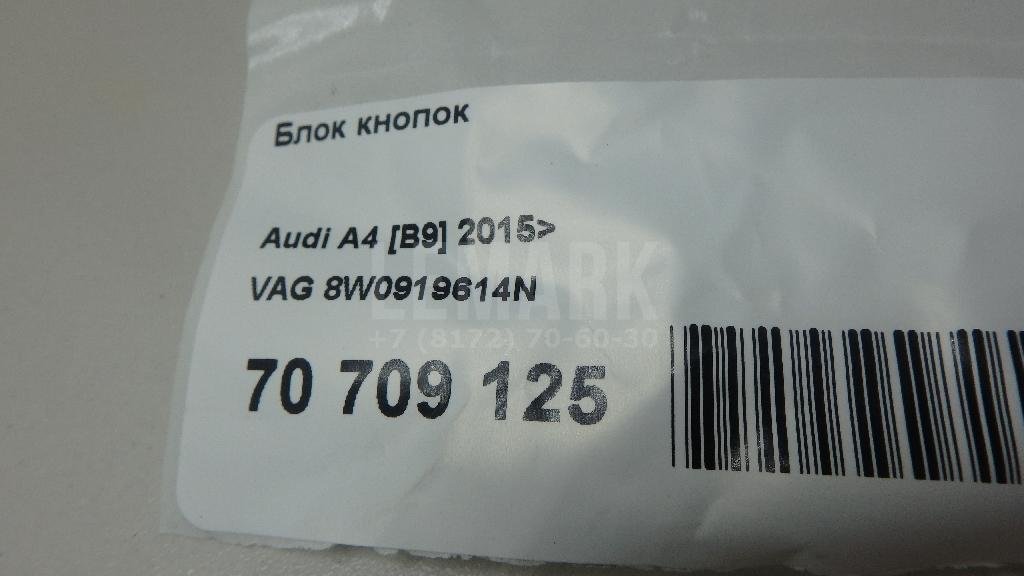 Блок кнопок
Audi A4 [B9] 2015>
VAG 8W0919614N
LEMARK
+7 (8172) 70-60-30
70 709 125